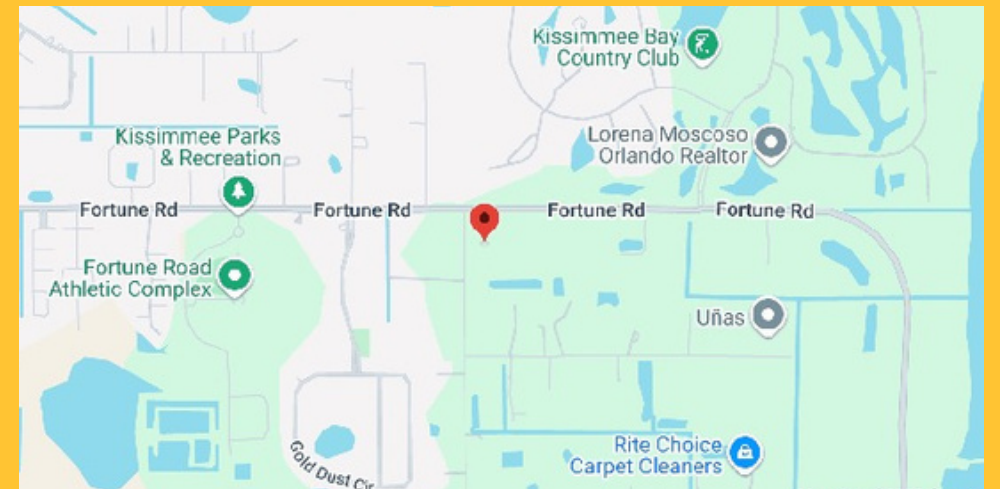 Kissimmee Bay
Country Club
Kissimmee Parks
& Recreation
Lorena Moscoso
Orlando Realtor
Fortune Rd
Fortune Rd
Fortune Rd
Fortune Rd
Fortune Road
Athletic Complex
Uñas
Rite Choice
Carpet Cleaners
Gold Dust Cir